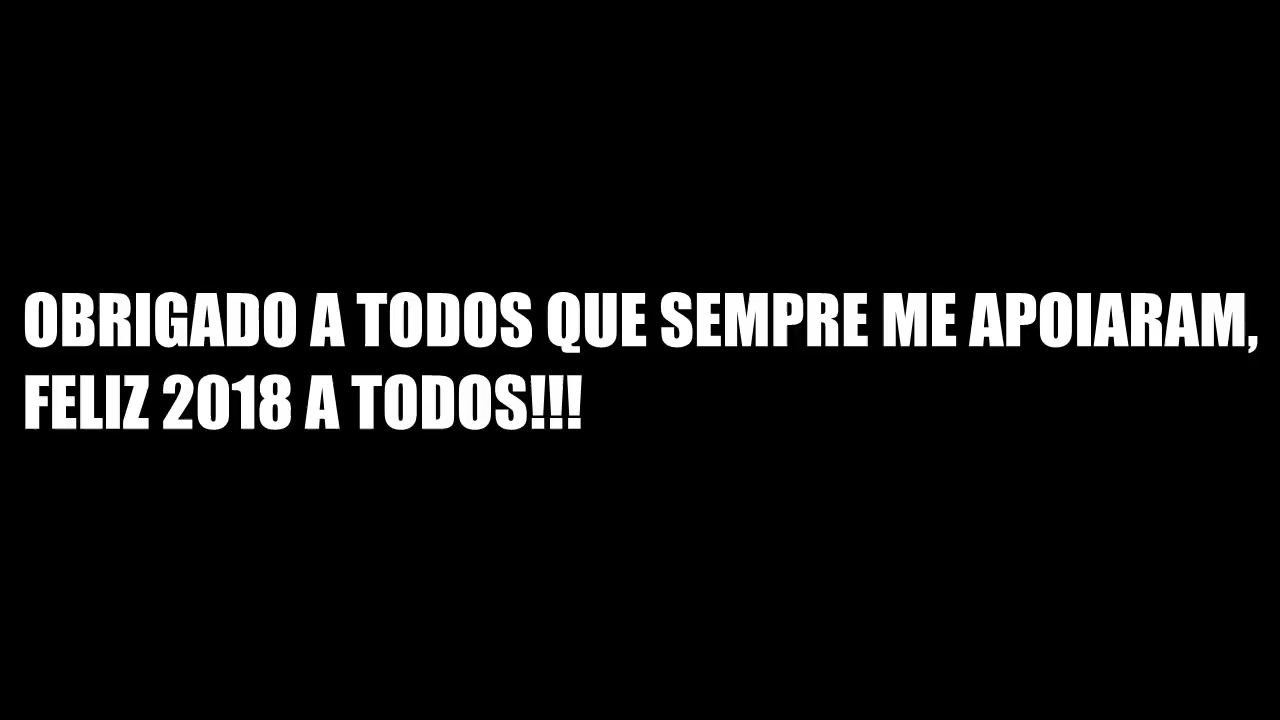 OBRIGADO A TODOS QUE SEMPRE ME APOIARAM,
FELIZ 2018 A TODOS!!!